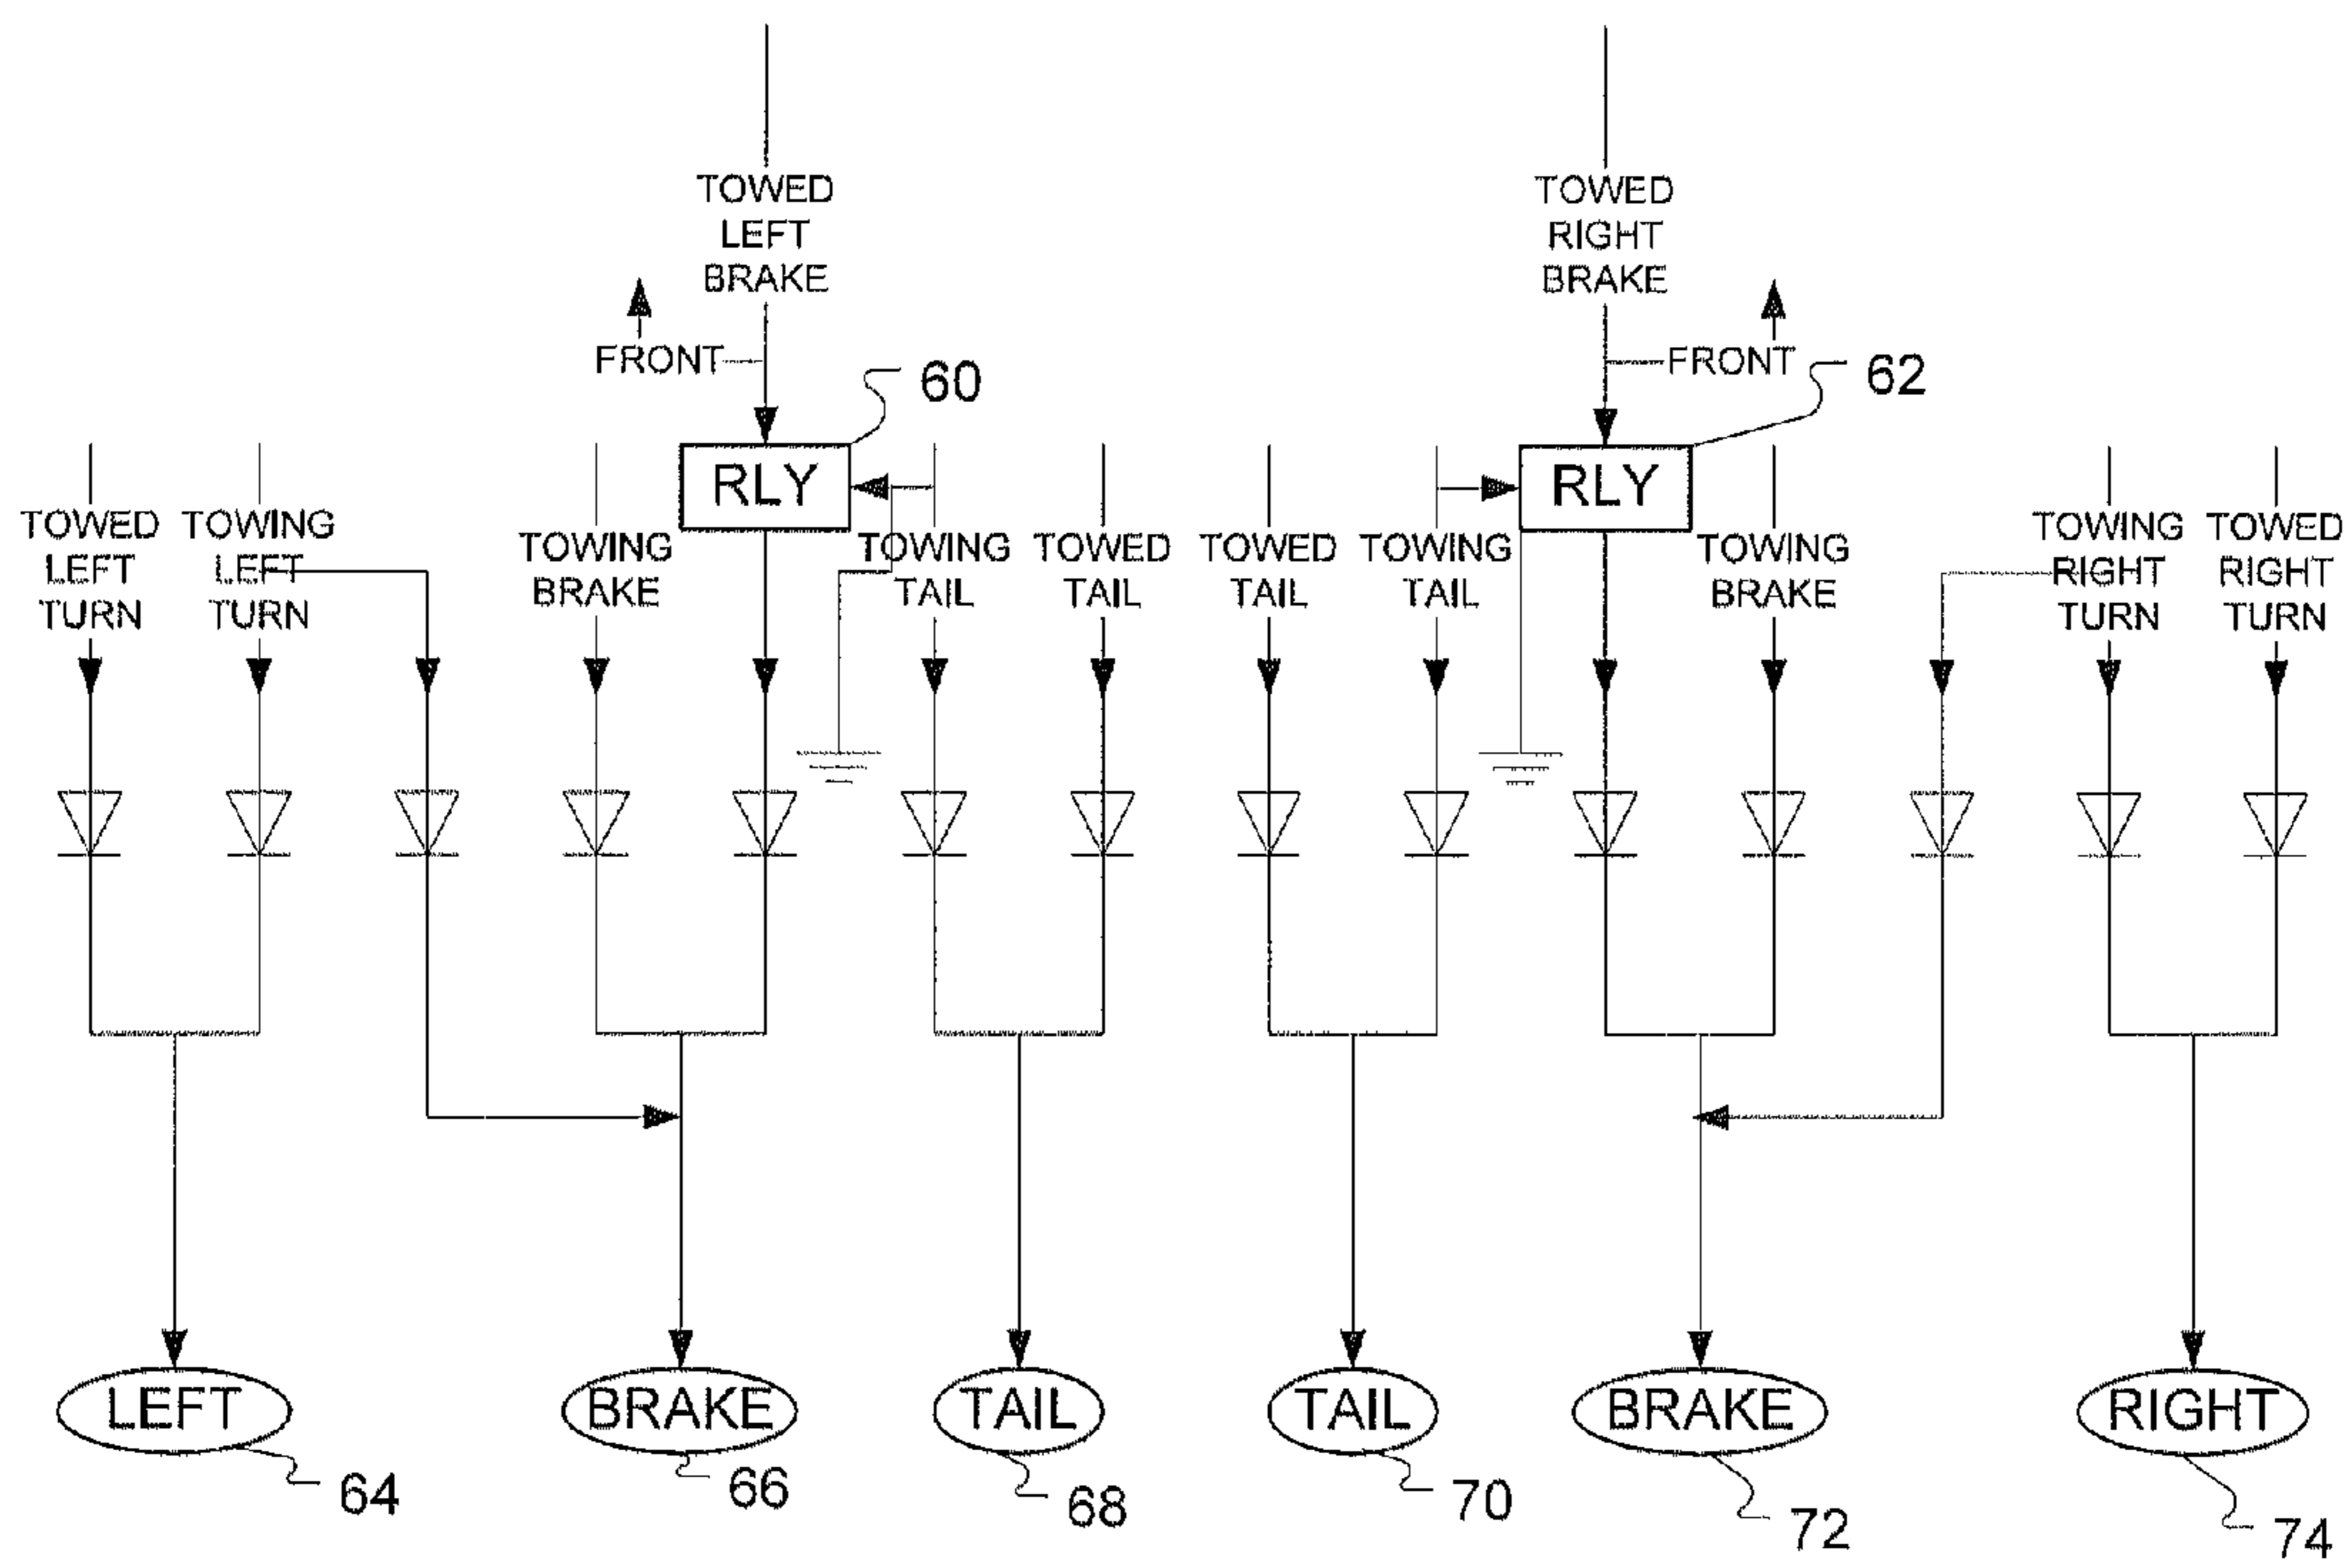 TOWED
LEFT
BRAKE
TOWED
RIGHT
BRAKE
FRONT
60
FRONT
62
RLY
RLY
TOWED
LEFT
TURN
TOWING
LEFT
TURN
TOWING
BRAKE
TOWING
TAIL
TOWED
TAIL
TOWED
TAIL
TOWING
TAIL
TOWING
BRAKE
TOWING
RIGHT
TURN
TOWED
RIGHT
TURN
LEFT
BRAKE
TAIL
TAIL
BRAKE
RIGHT
64
66
68
70
72
74